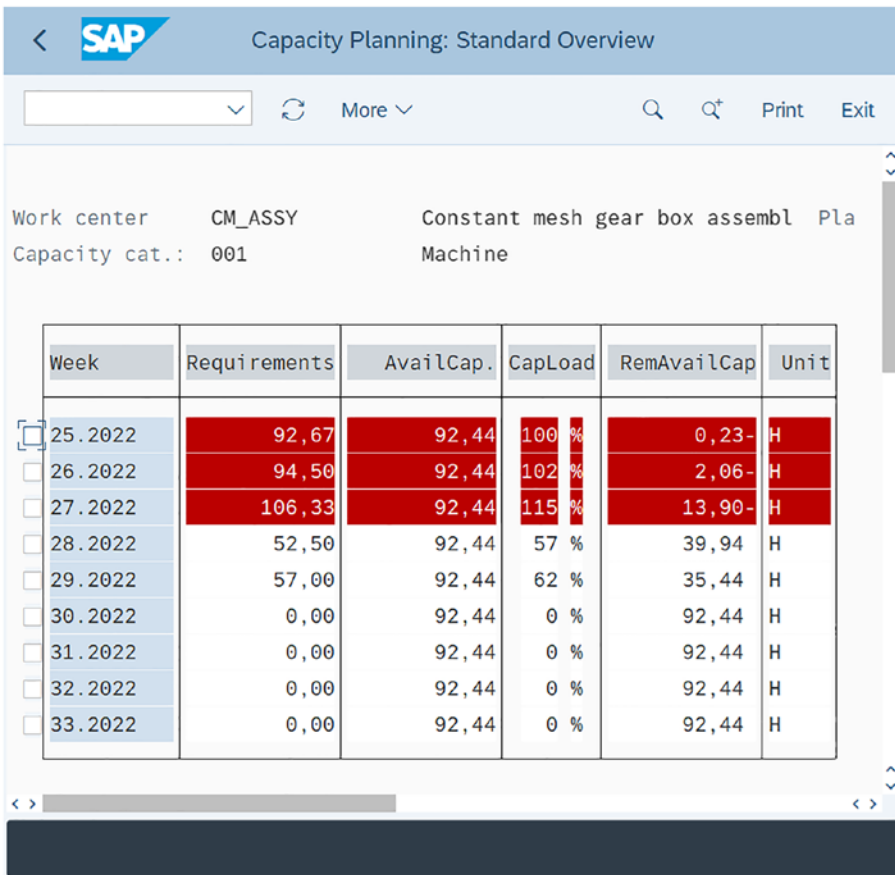 SAP Capacity Planning: Standard Overview
More Print Exit
Work center CM_ASSY Constant mesh gear box assembl Pla
Capacity cat.: 001 Machine
Week Requirements AvailCap. CapLoad RemAvailCap Unit
25.2022 92,67 92,44 100 % 0,23- H
26.2022 94,50 92,44 102 % 2,06- H
27.2022 106,33 92,44 115 % 13,90- H
28.2022 52,50 92,44 57 % 39,94 H
29.2022 57,00 92,44 62 % 35,44 H
30.2022 0,00 92,44 0 % 92,44 H
31.2022 0,00 92,44 0 % 92,44 H
32.2022 0,00 92,44 0 % 92,44 H
33.2022 0,00 92,44 0 % 92,44 H